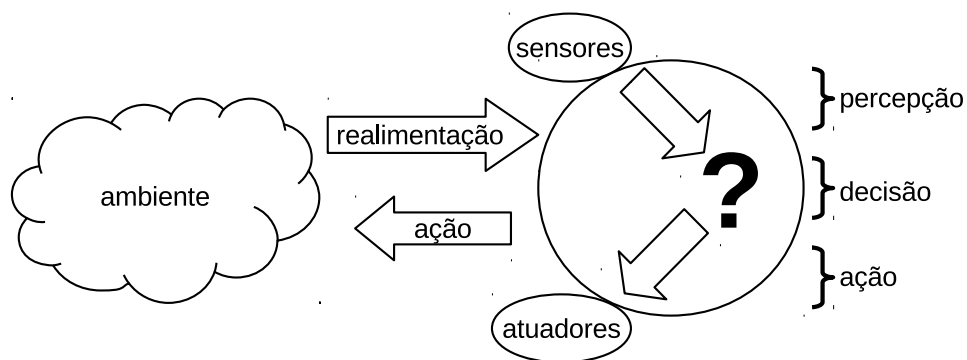 sensores
percepção
realimentação
ambiente
?
decisão
ação
ação
atuadores